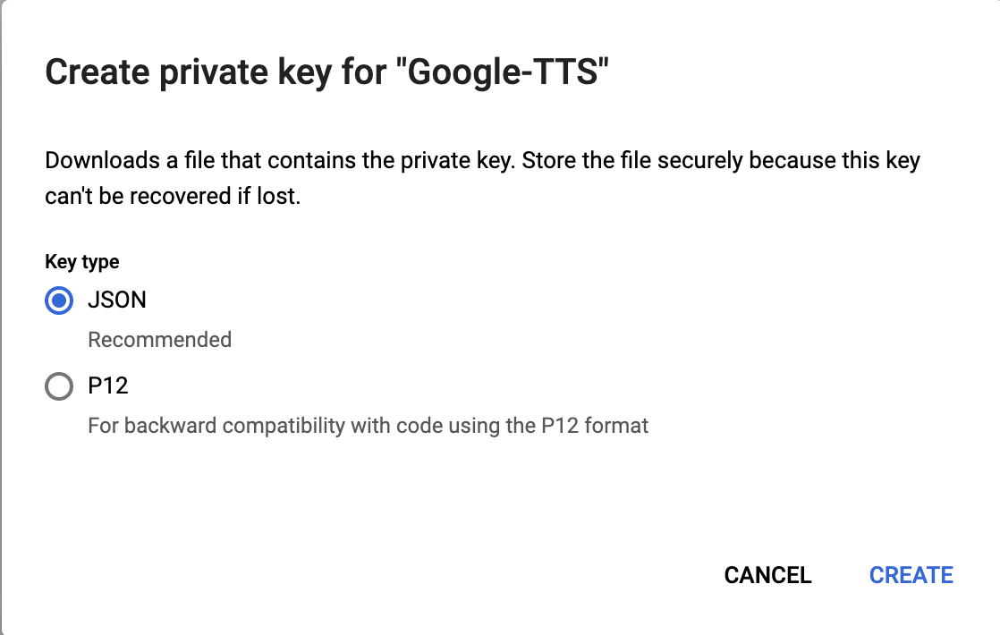 Create private key for "Google-TTS"
Downloads a file that contains the private key. Store the file securely because this key
can't be recovered if lost.
Key type
JSON
Recommended
P12
For backward compatibility with code using the P12 format
CANCEL CREATE